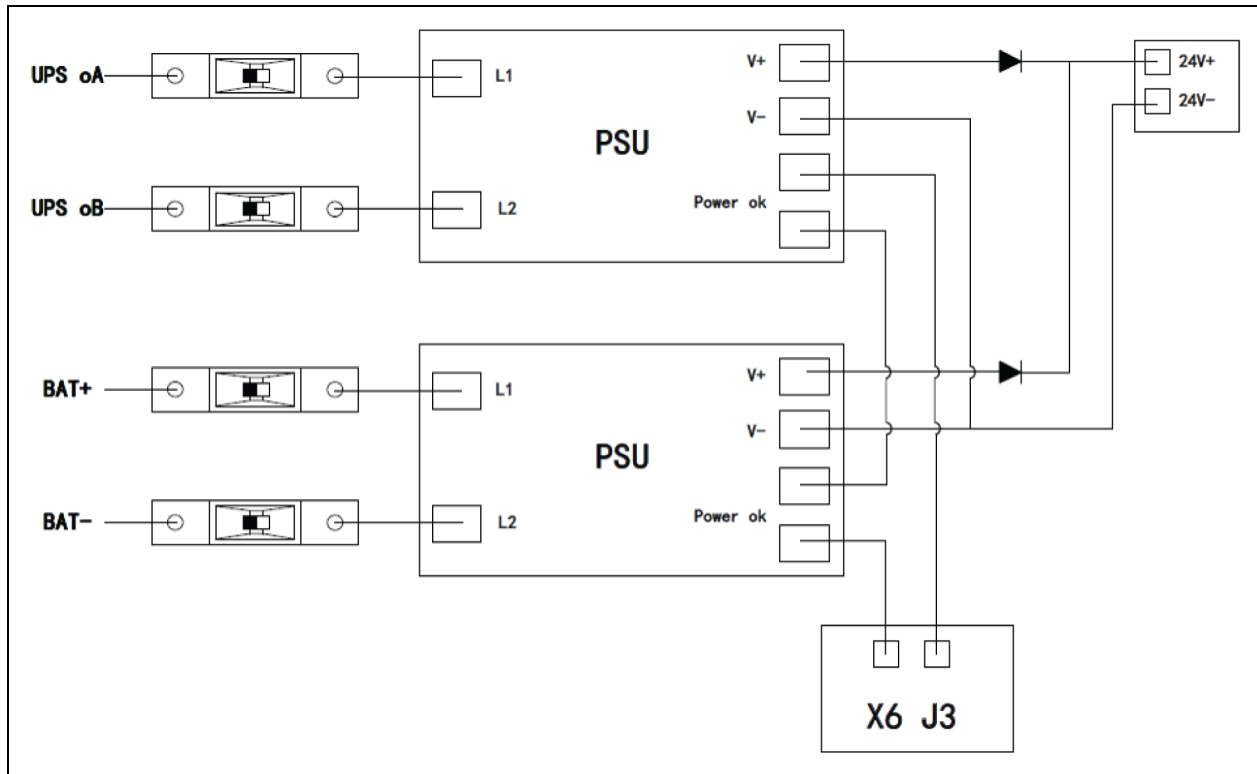 UPS oA
L1
V+
24V+
24V-
V-
PSU
UPS oB
L2
Power ok
BAT+
L1
V+
V-
PSU
BAT-
L2
Power ok
X6 J3